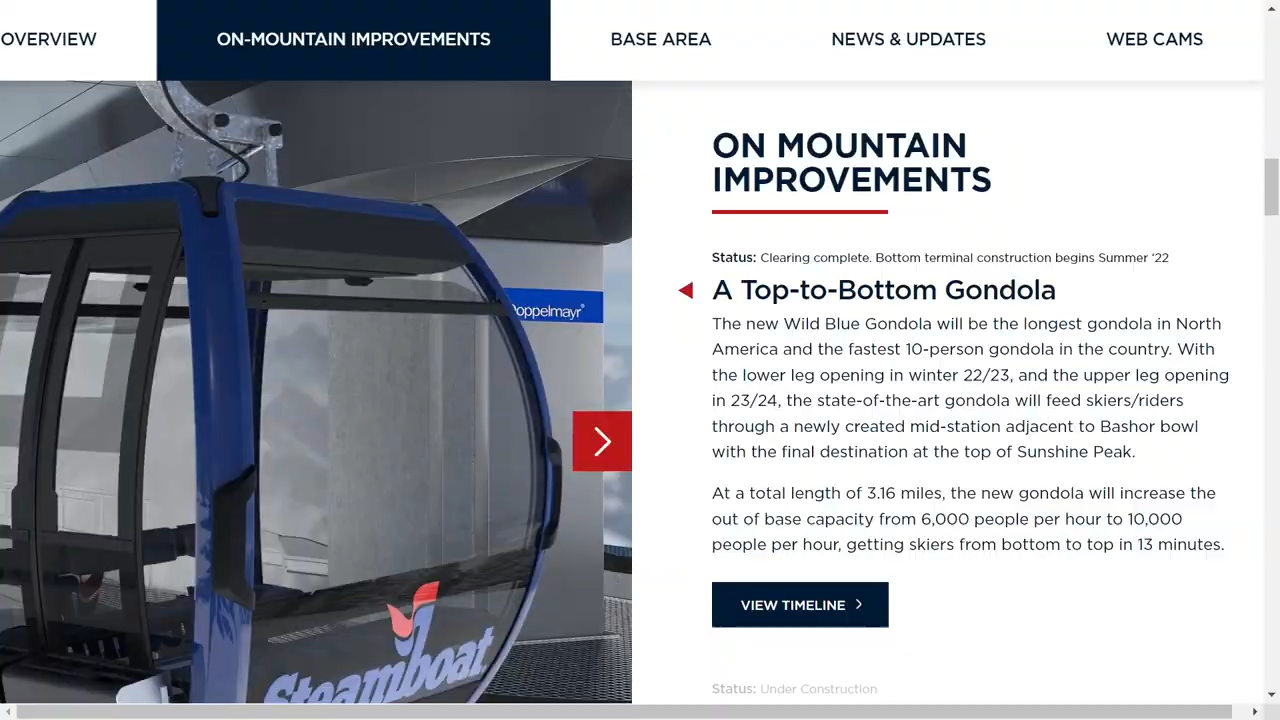 OVERVIEW
ON-MOUNTAIN IMPROVEMENTS
BASE AREA
NEWS & UPDATES
WEB CAMS
ON MOUNTAIN
IMPROVEMENTS
Status: Clearing complete. Bottom terminal construction begins Summer ‘22
A Top-to-Bottom Gondola
The new Wild Blue Gondola will be the longest gondola in North
America and the fastest 10-person gondola in the country. With
the lower leg opening in winter 22/23, and the upper leg opening
in 23/24, the state-of-the-art gondola will feed skiers/riders
through a newly created mid-station adjacent to Bashor bowl
with the final destination at the top of Sunshine Peak.
At a total length of 3.16 miles, the new gondola will increase the
out of base capacity from 6,000 people per hour to 10,000
people per hour, getting skiers from bottom to top in 13 minutes.
VIEW TIMELINE
Status: Under Construction
Doppelmayr®
Steamboat